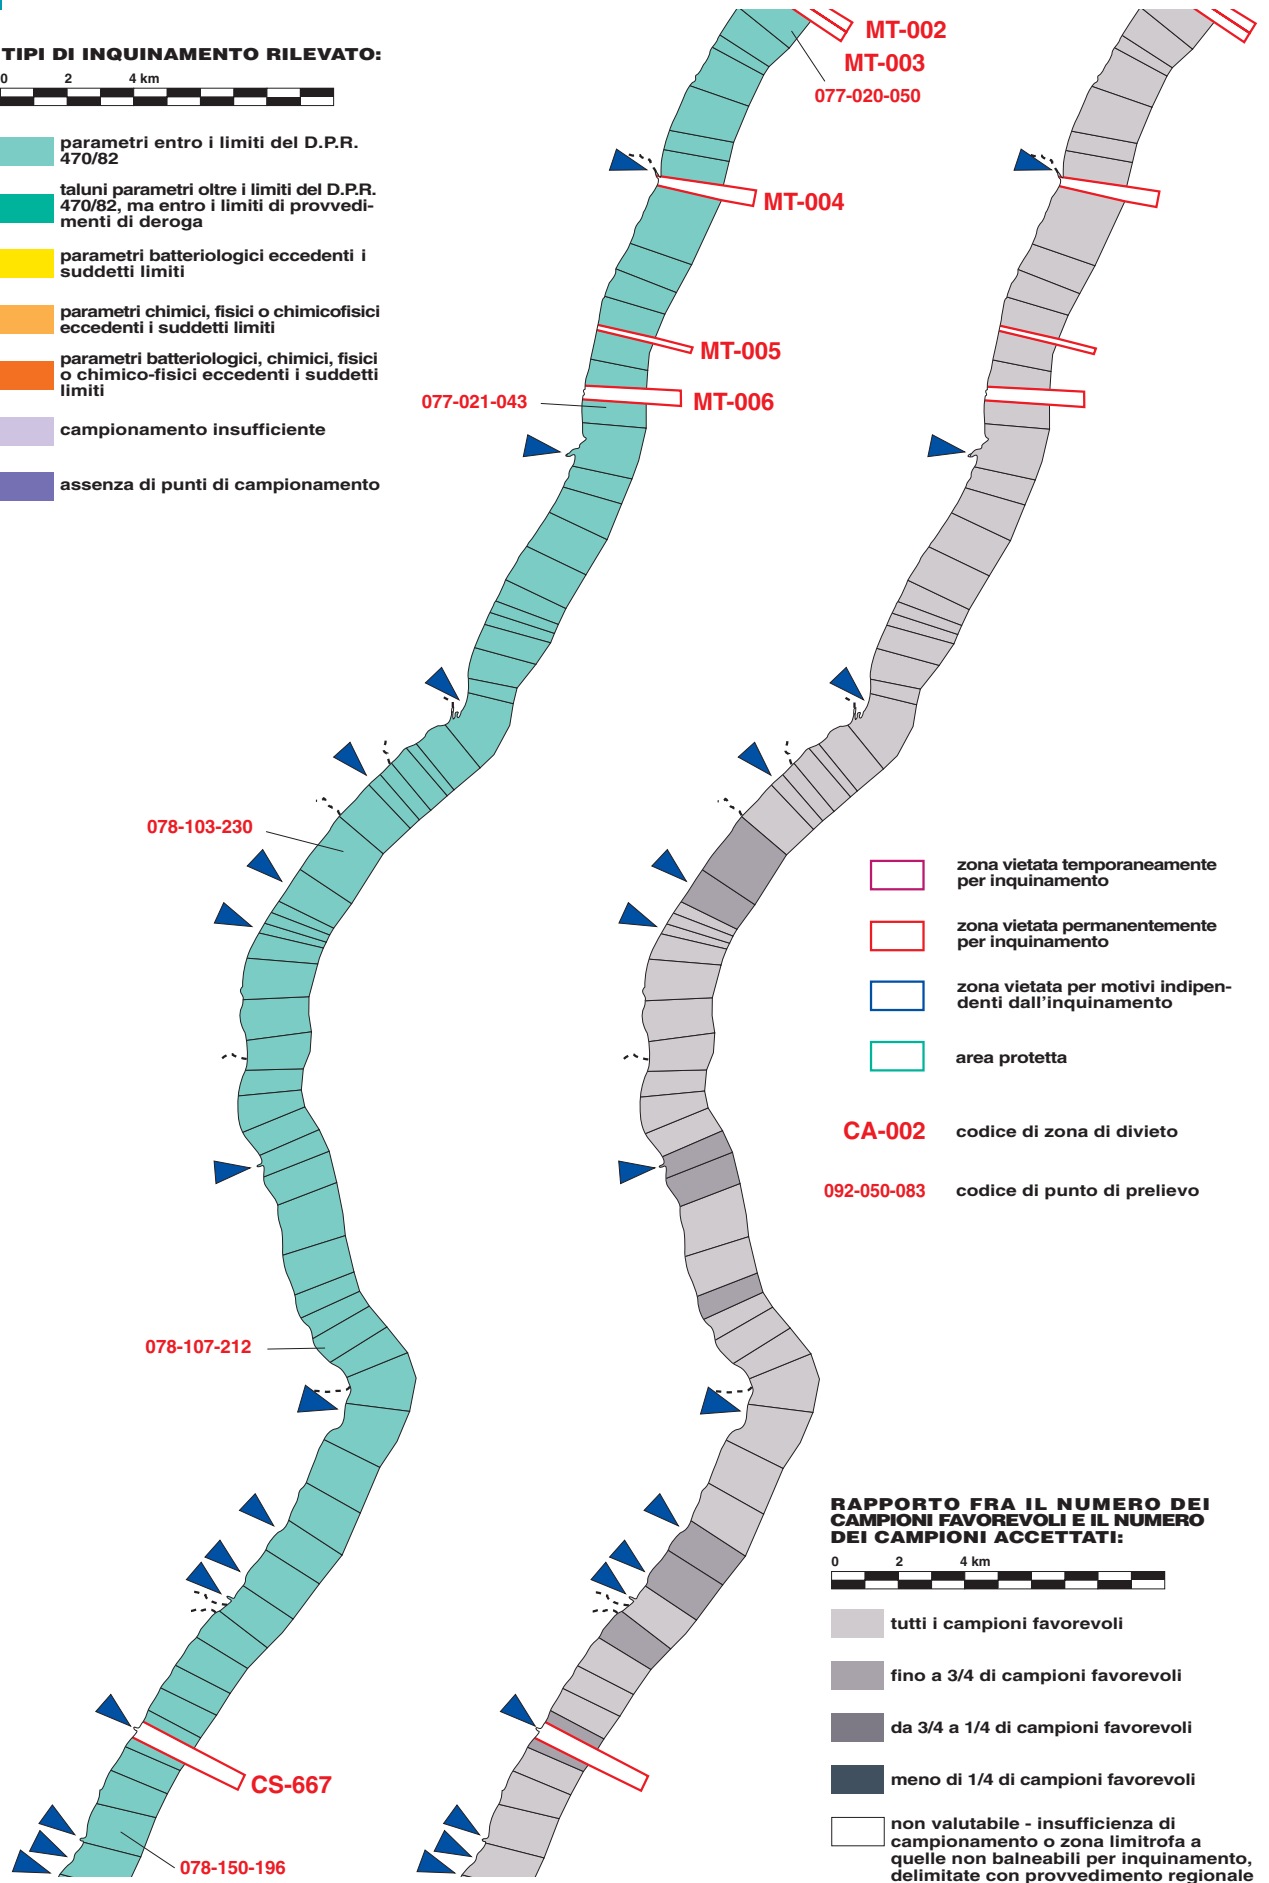 TIPI DI INQUINAMENTO RILEVATO:
0 2 4 km
parametri entro i limiti del D.P.R.
470/82
taluni parametri oltre i limiti del D.P.R.
470/82, ma entro i limiti di provvedi-
menti di deroga
parametri batteriologici eccedenti i
suddetti limiti
parametri chimici, fisici o chimicofisici
eccedenti i suddetti limiti
parametri batteriologici, chimici, fisici
o chimico-fisici eccedenti i suddetti
limiti
campionamento insufficiente
assenza di punti di campionamento
MT-002
MT-003
077-020-050
MT-004
MT-005
077-021-043
MT-006
078-103-230
078-107-212
CS-667
078-150-196
zona vietata temporaneamente
per inquinamento
zona vietata permanentemente
per inquinamento
zona vietata per motivi indipen-
denti dall'inquinamento
area protetta
CA-002 codice di zona di divieto
092-050-083 codice di punto di prelievo
RAPPORTO FRA IL NUMERO DEI
CAMPIONI FAVOREVOLI E IL NUMERO
DEI CAMPIONI ACCETTATI:
0 2 4 km
tutti i campioni favorevoli
fino a 3/4 di campioni favorevoli
da 3/4 a 1/4 di campioni favorevoli
meno di 1/4 di campioni favorevoli
non valutabile - insufficienza di
campionamento o zona limitrofa a
quelle non balneabili per inquinamento,
delimitate con provvedimento regionale